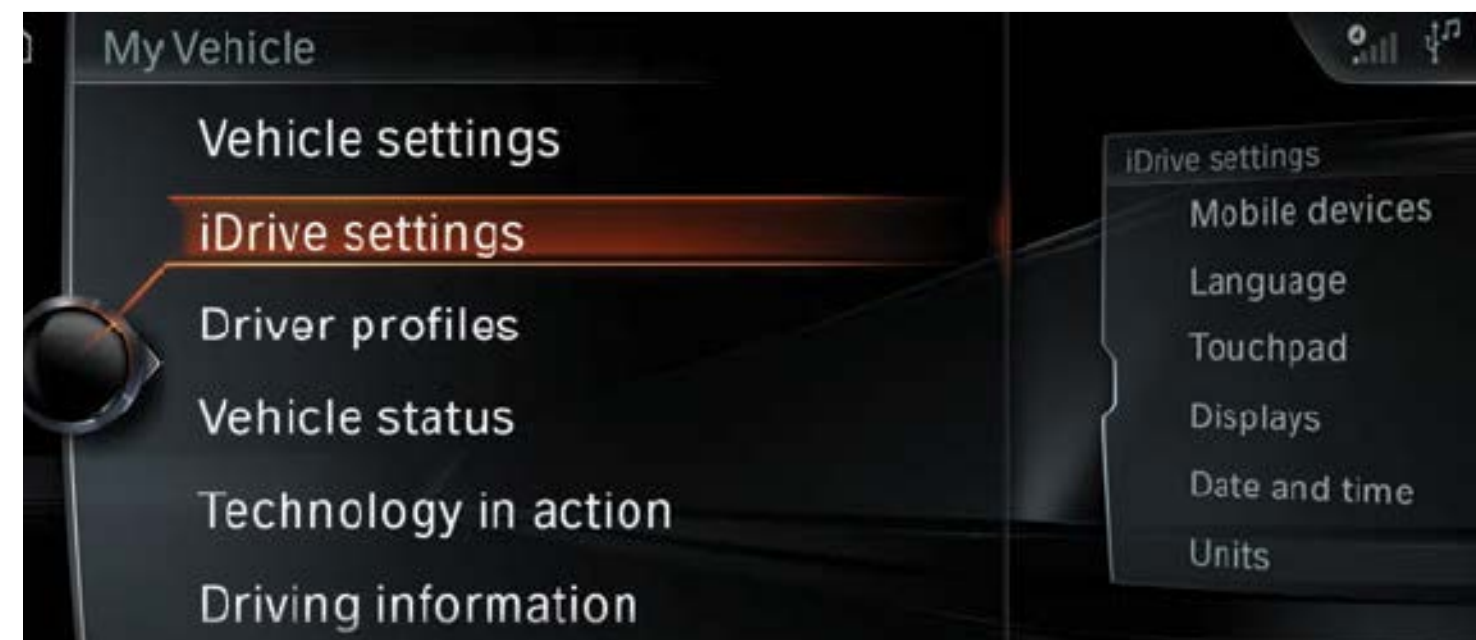 My Vehicle
Vehicle settings
iDrive settings
Driver profiles
Vehicle status
Technology in action
Driving information
iDrive settings
Mobile devices
Language
Touchpad
Displays
Date and time
Units